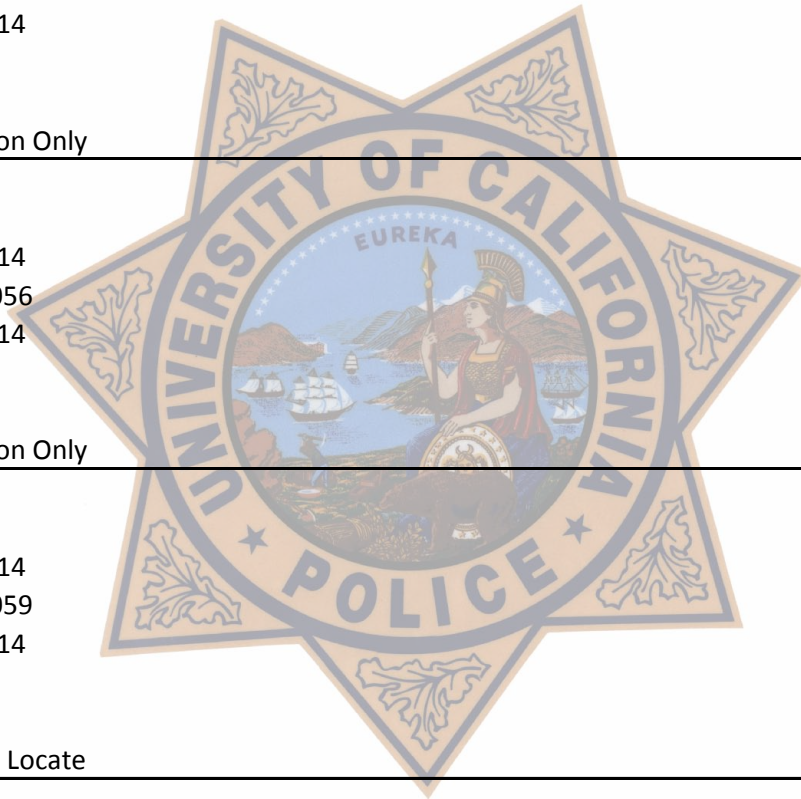 14
on Only
UNIVERSITY OF CALIFORNIA
EUREKA
14
056
14
on Only
14
059
14
POLICE
Locate